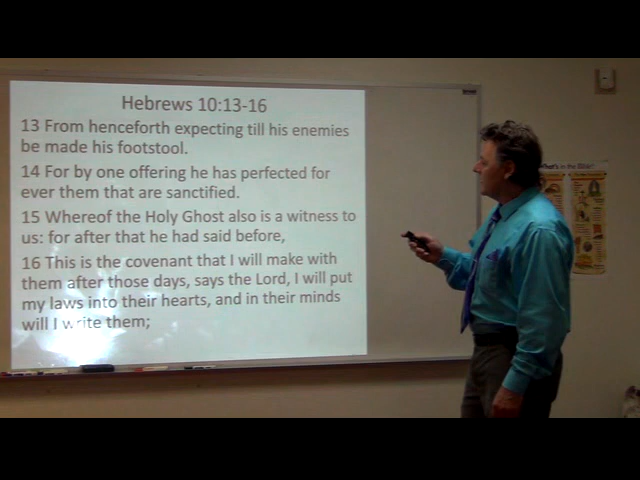 Hebrews 10:13-16
13 From henceforth expecting till his enemies
be made his footstool.
14 For by one offering he has perfected for
ever them that are sanctified.
15 Whereof the Holy Ghost also is a witness to
us: for after that he had said before,
16 This is the covenant that I will make with
them after those days, says the Lord, I will put
my laws into their hearts, and in their minds
will I write them;
What's in the Bible?